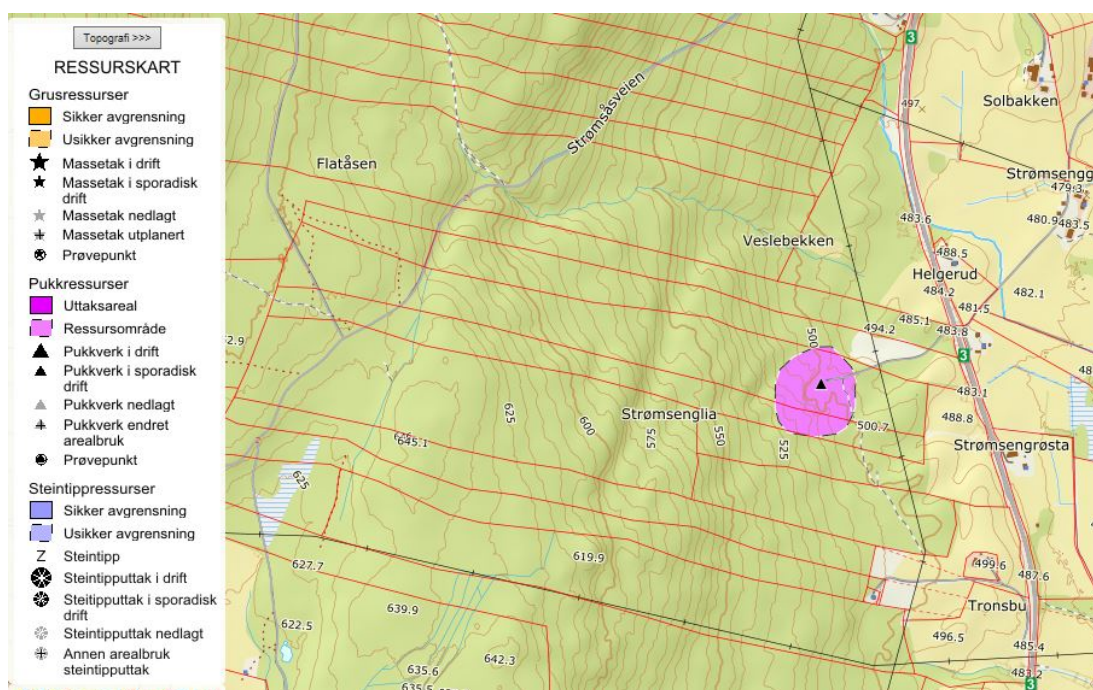 Topografi >>>
RESSURSKART
Grusressurser
Sikker avgrensning
Usikker avgrensning
Massetak i drift
Massetak i sporadisk
drift
Massetak nedlagt
Massetak utplanert
Prøvepunkt
Pukkressurser
Uttaksareal
Ressursområde
Pukkverk i drift
Pukkverk i sporadisk
drift
Pukkverk nedlagt
Pukkverk endret
arealbruk
Prøvepunkt
Steintippressurser
Sikker avgrensning
Usikker avgrensning
Z Steintipp
Steintipputtak i drift
Steitipputtak i sporadisk
drift
Steintipputtak nedlagt
Annen arealbruk
steintipputtak
3
Solbakken
497
Strømsåsveien
Flatåsen
Strømsengg
479.3
483.6
480.9
483.5
Veslebekken
488.5
Helgerud
484.2
482.1
481.5
485.1
483.8
494.2
500
3
483.1
625
600
Strømsenglia
575
550
525
500.7
488.8
Strømsengrøsta
645.1
625
619.9
627.7
499.6
487.6
639.9
Tronsbu
622.5
496.5
485.4
642.3
635.6
635.5
483.2
3